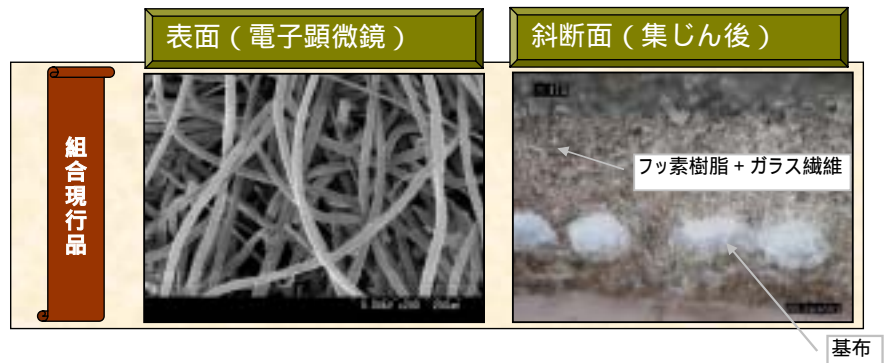 表面(電子顕微鏡)
斜断面(集じん後)
組合現行品
フッ素樹脂+ガラス繊維
基布